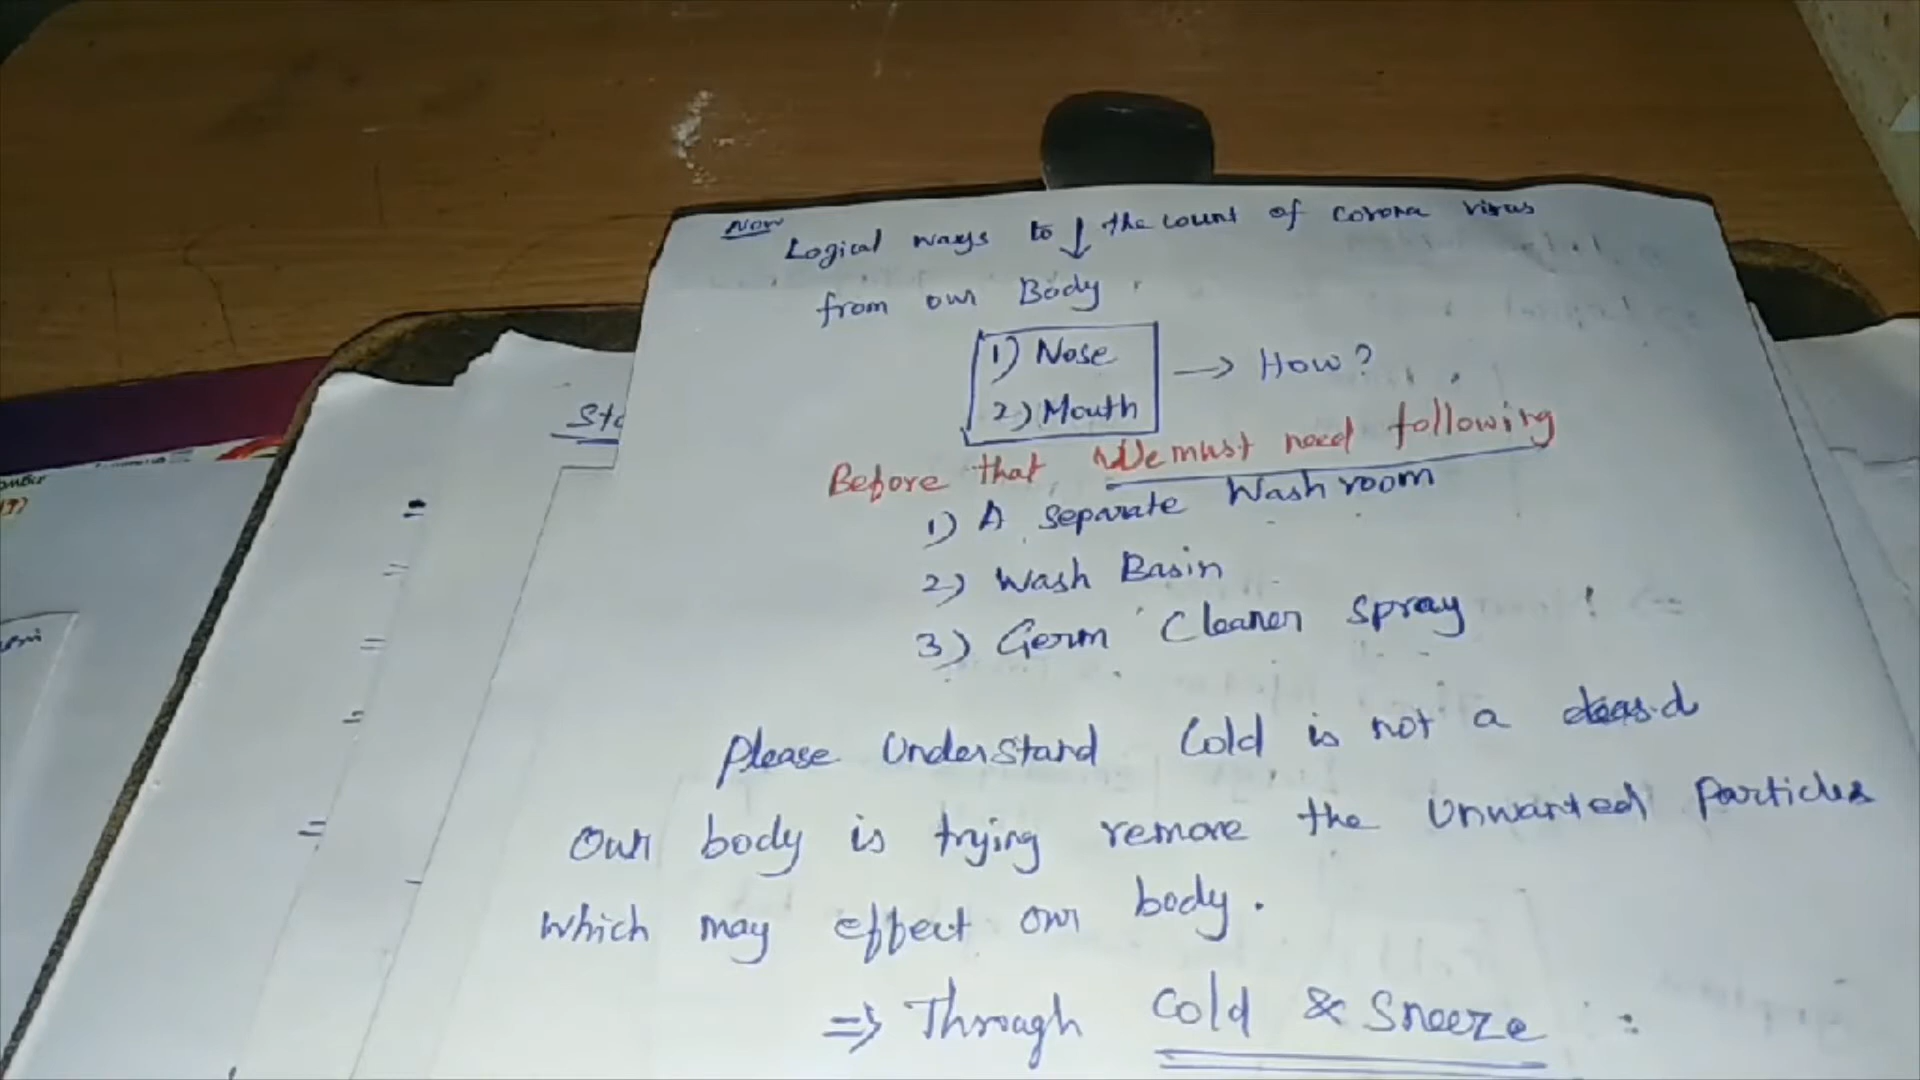 Now
Logical ways to ↓ the count of corona virus
from our Body
1) Nose
2) Mouth
→ How?
Before that, We must need following
1) A separate Wash room
2) Wash Basin
3) Germ Cleaner spray
Please Understand Cold is not a
Our body is trying remove the Unwanted Particles
which may effect our body.
⇒ Through Cold & Sneeze